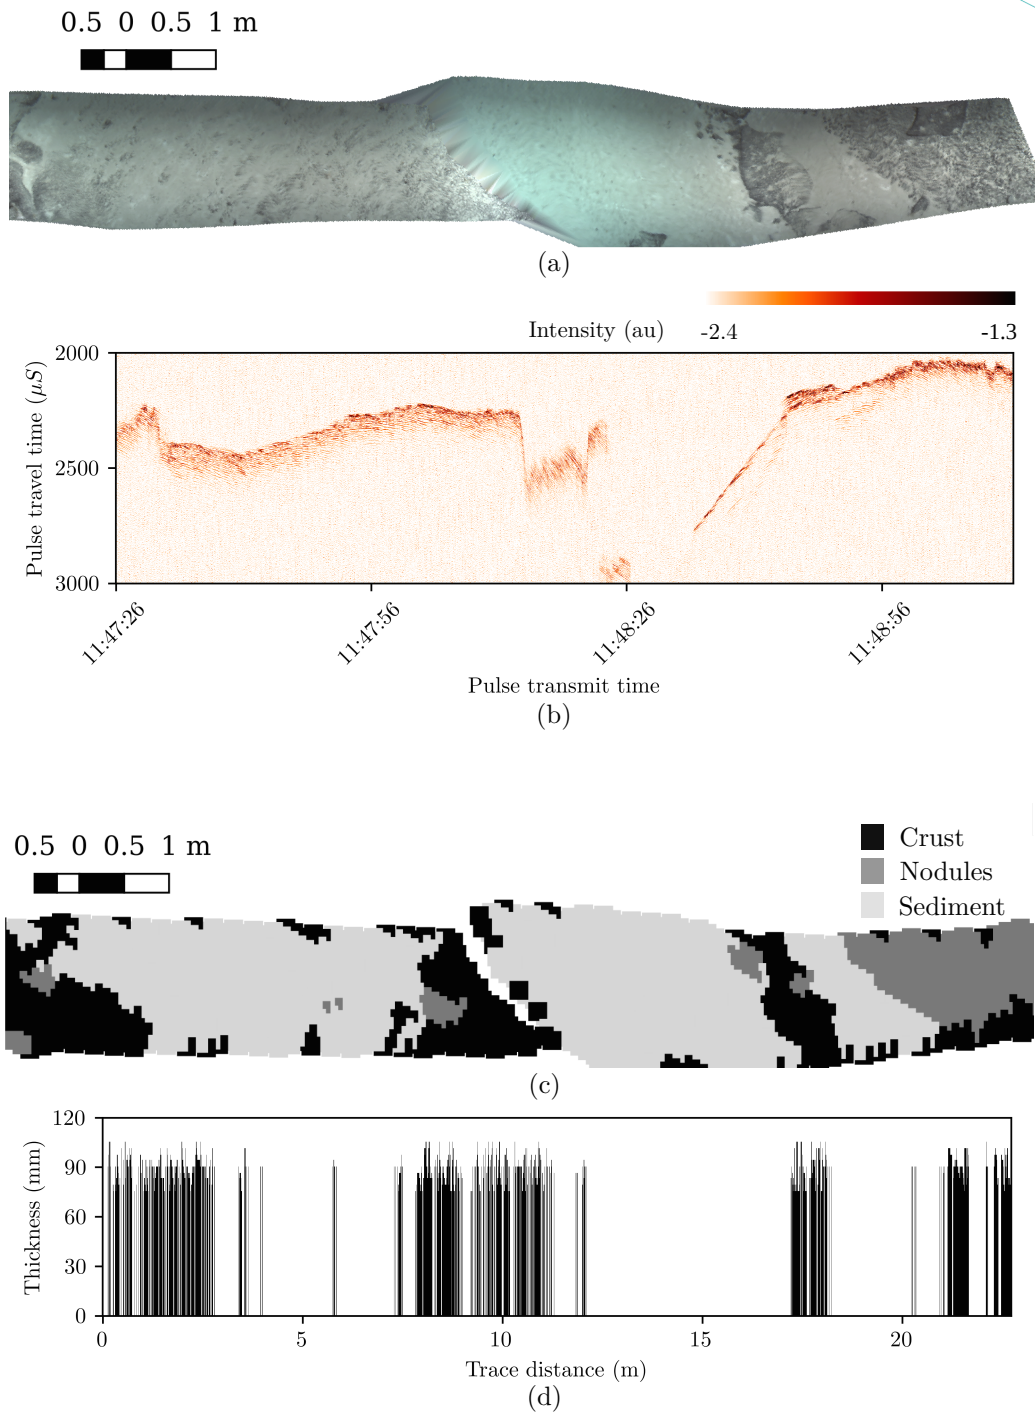 0.5 0 0.5 1 m
(a)
Intensity (au) -2.4 -1.3
2000
2500
3000
Pulse travel time (μS)
11:47:26 11:47:56 11:48:26 11:48:56
Pulse transmit time
(b)
0.5 0 0.5 1 m
Crust
Nodules
Sediment
(c)
120
90
60
30
0
Thickness (mm)
0 5 10 15 20
Trace distance (m)
(d)